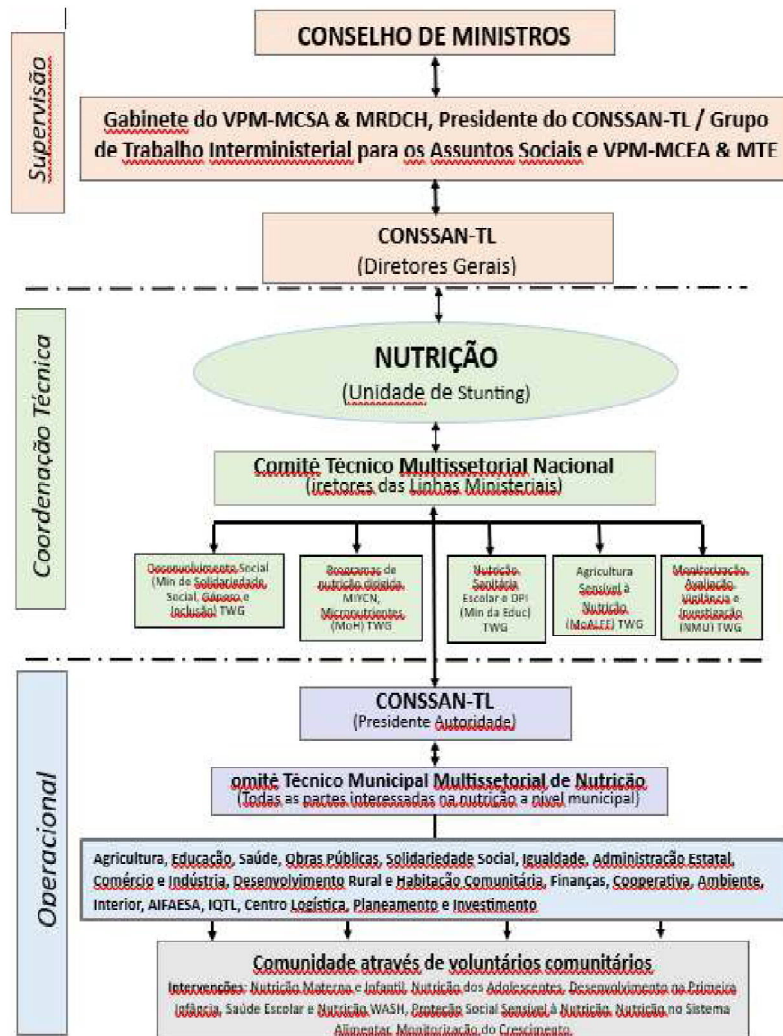 Supervisão
CONSELHO DE MINISTROS
Gabinete do VPM-MCSA & MRDCH, Presidente do CONSSAN-TL / Grupo
de Trabalho Interministerial para os Assuntos Sociais e VPM-MCEA & MTE
CONSSAN-TL
(Diretores Gerais)
Coordenação Técnica
NUTRIÇÃO
(Unidade de Stunting)
Comitê Técnico Multissetorial Nacional
(iretores das Linhas Ministeriais)
Desenvolvimento Social
(Min de Solidariedade
Social, Género e
Inclusão) TWG
Programas de
nutrição dirigida
MIYCN,
Micronutrientes
(MoH) TWG
Nutrição
Sanitária
Escolar e DPI
(Min da Educ)
TWG
Agricultura
Sensível à
Nutrição
(MoALFF) TWG
Monitorização,
Avaliação
Vigilância e
Investigação
(NMU) TWG
Operacional
CONSSAN-TL
(Presidente Autoridade)
omitê Técnico Municipal Multissetorial de Nutrição
(Todas as partes interessadas na nutrição a nível municipal)
Agricultura, Educação, Saúde, Obras Públicas, Solidariedade Social, Igualdade, Administração Estatal,
Comércio e Indústria, Desenvolvimento Rural e Habitação Comunitária, Finanças, Cooperativa, Ambiente,
Interior, AIFAESA, IQTL, Centro Logística, Planeamento e Investimento
Comunidade através de voluntários comunitários
Intervenções: Nutrição Materna e Infantil, Nutrição dos Adolescentes, Desenvolvimento na Primeira
Infância, Saúde Escolar e Nutrição WASH, Proteção Social Sensível à Nutrição, Nutrição no Sistema
Alimentar, Monitorização do Crescimento